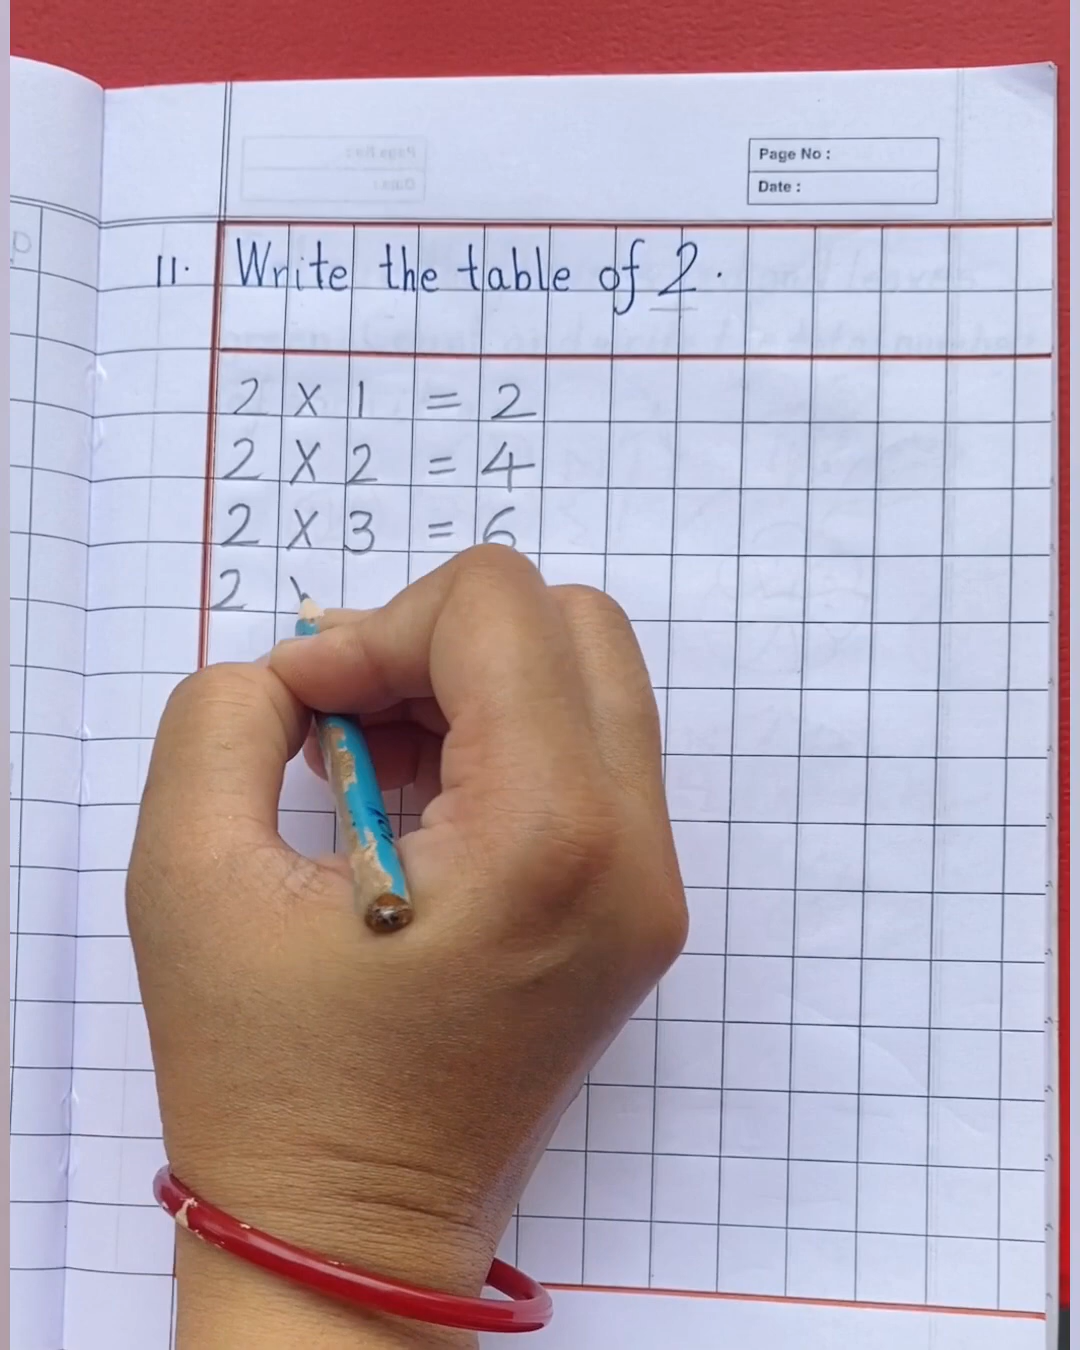 Page No :
Date :
11. Write the table of 2.
2 X 1 = 2
2 X 2 = 4
2 X 3 = 6
2